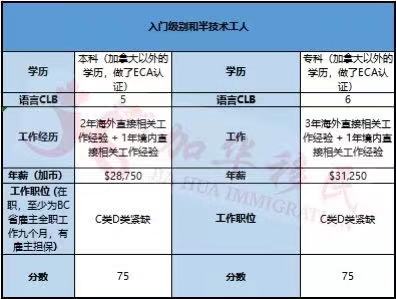 入门级别和半技术工人
学历
本科（加拿大以外的
学历，做了ECA认
证）
学历
专科（加拿大以外的
学历，做了ECA认
证）
语言CLB
5
语言CLB
6
工作经历
2年海外直接相关工
作经验 + 1年境内直
接相关工作经验
工作
3年海外直接相关工
作经验 + 1年境内直
接相关工作经验
年薪（加币）
$28,750
年薪
$31,250
工作职位 (在
职，至少为BC
省雇主全职工
作九个月，有
雇主担保)
C类D类紧缺
工作职位
C类D类紧缺
分数
75
分数
75
加华移民
JIA HUA IMMIGRATION